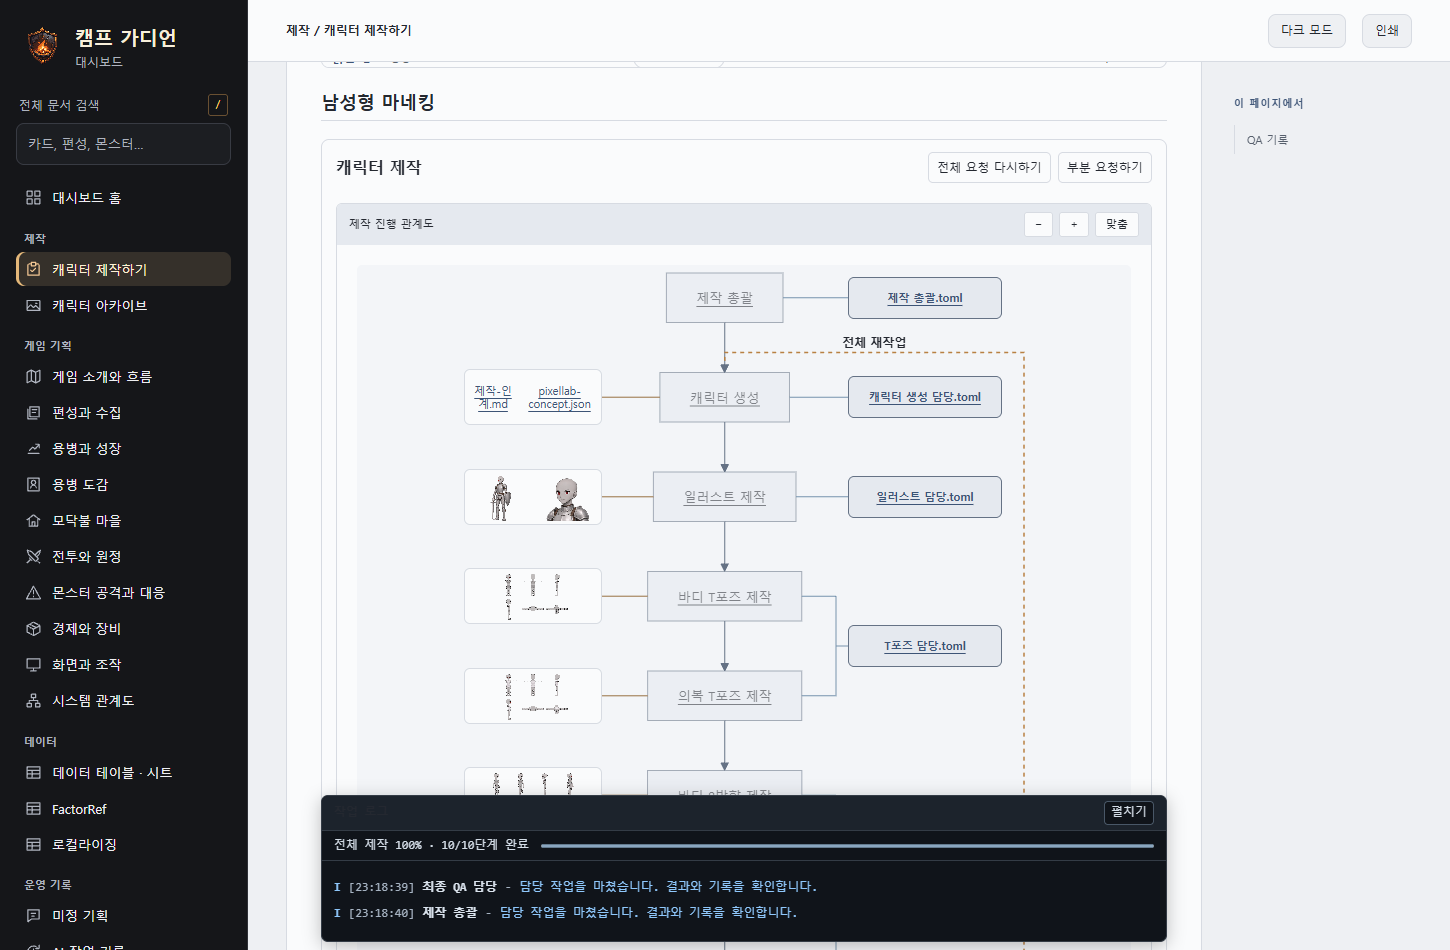 캠프 가디언
대시보드
전체 문서 검색
/
카드, 편성, 몬스터...
대시보드 홈
제작
캐릭터 제작하기
캐릭터 아카이브
게임 기획
게임 소개와 흐름
편성과 수집
용병과 성장
용병 도감
모닥불 마을
전투와 원정
몬스터 공격과 대응
경제와 장비
화면과 조작
시스템 관계도
데이터
데이터 테이블 · 시트
FactorRef
로컬라이징
운영 기록
미정 기획
제작 / 캐릭터 제작하기
다크 모드
인쇄
남성형 마네킹
캐릭터 제작
전체 요청 다시하기
부분 요청하기
제작 진행 관계도
−
+
맞춤
제작 총괄
제작 총괄.toml
전체 재작업
제작-인
계.md
pixellab-
concept.json
캐릭터 생성
캐릭터 생성 담당.toml
일러스트 제작
일러스트 담당.toml
바디 T포즈 제작
T포즈 담당.toml
의복 T포즈 제작
펼치기
전체 제작 100% · 10/10단계 완료
I [23:18:39] 최종 QA 담당 - 담당 작업을 마쳤습니다. 결과와 기록을 확인합니다.
I [23:18:40] 제작 총괄 - 담당 작업을 마쳤습니다. 결과와 기록을 확인합니다.
이 페이지에서
QA 기록